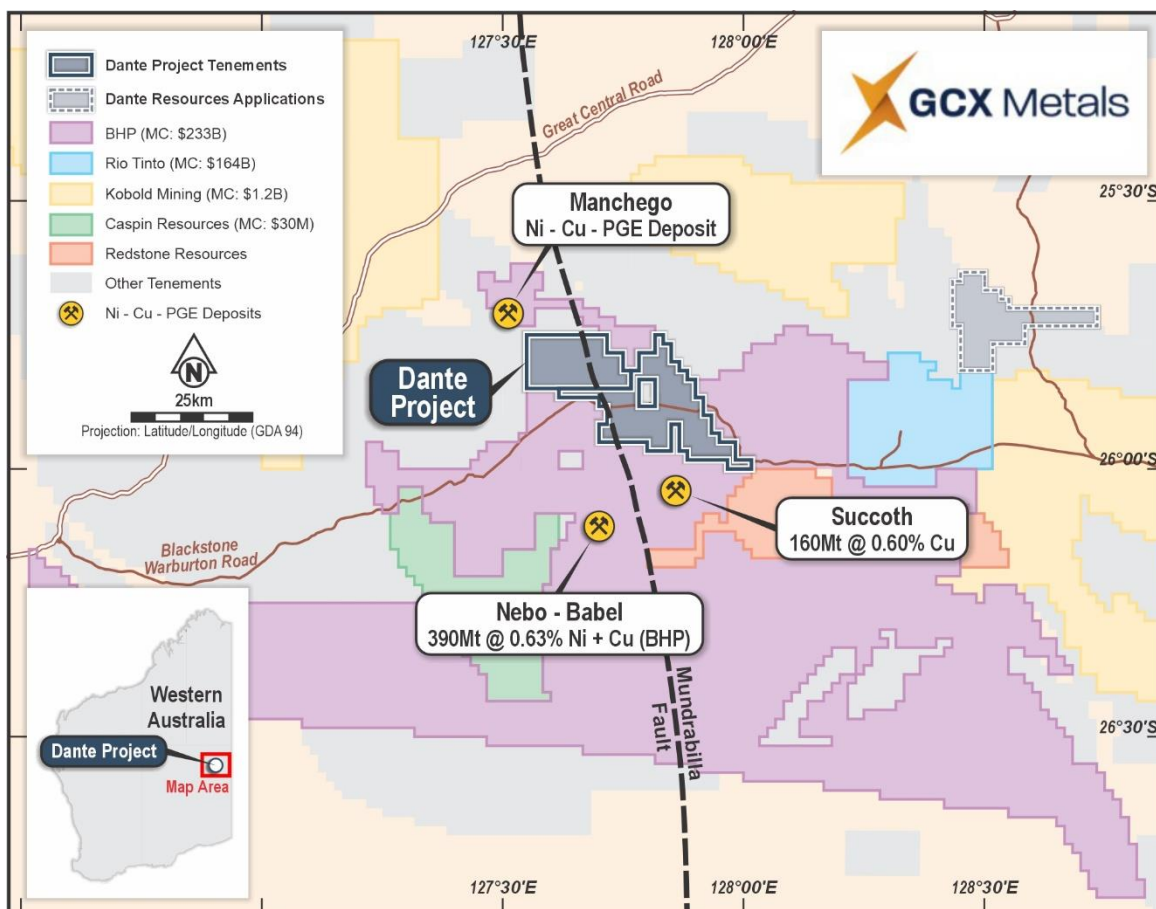 127°30'E
128°00'E
Dante Project Tenements
Dante Resources Applications
BHP (MC: $233B)
Rio Tinto (MC: $164B)
Kobold Mining (MC: $1.2B)
Caspin Resources (MC: $30M)
Redstone Resources
Other Tenements
Ni - Cu - PGE Deposits
N
25km
Projection: Latitude/Longitude (GDA 94)
GCX Metals
Great Central Road
25°30'S
Manchego
Ni - Cu - PGE Deposit
Dante
Project
26°00'S
Succoth
160Mt @ 0.60% Cu
Blackstone
Warburton Road
Nebo - Babel
390Mt @ 0.63% Ni + Cu (BHP)
Mundrabilla
Fault
26°30'S
Western
Australia
Dante Project
Map Area
127°30'E
128°00'E
128°30'E